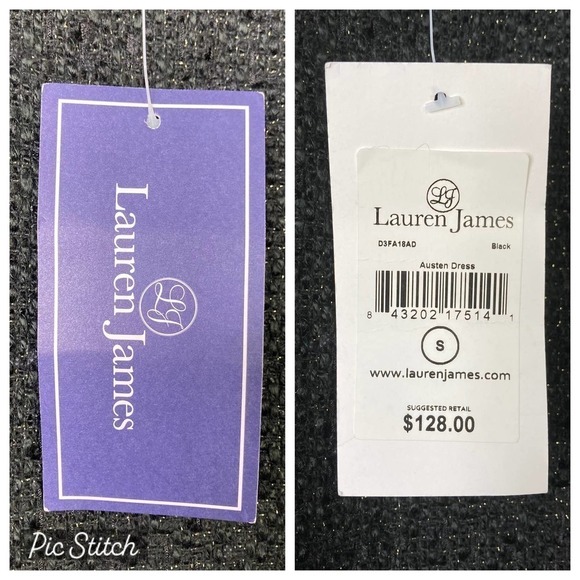 Lauren James
LJ
Pic Stitch
LJ
Lauren James
D3FA18AD Black
Austen Dress
8 43202 17514 1
S
www.laurenjames.com
SUGGESTED RETAIL
$128.00